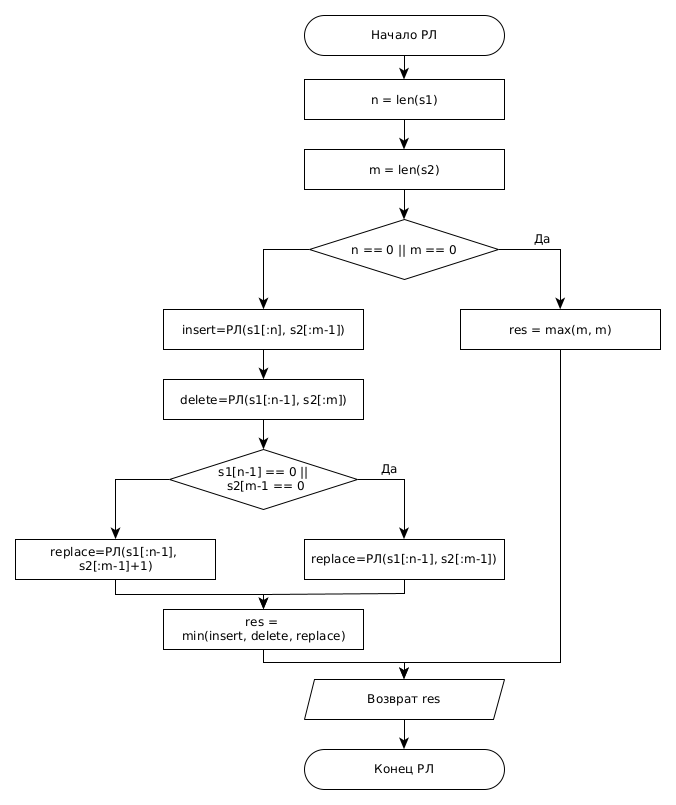 Начало РЛ
n = len(s1)
m = len(s2)
n == 0 || m == 0
Да
insert=РЛ(s1[:n], s2[:m-1])
res = max(m, m)
delete=РЛ(s1[:n-1], s2[:m])
s1[n-1] == 0 ||
s2[m-1 == 0
Да
replace=РЛ(s1[:n-1],
s2[:m-1]+1)
replace=РЛ(s1[:n-1], s2[:m-1])
res =
min(insert, delete, replace)
Возврат res
Конец РЛ